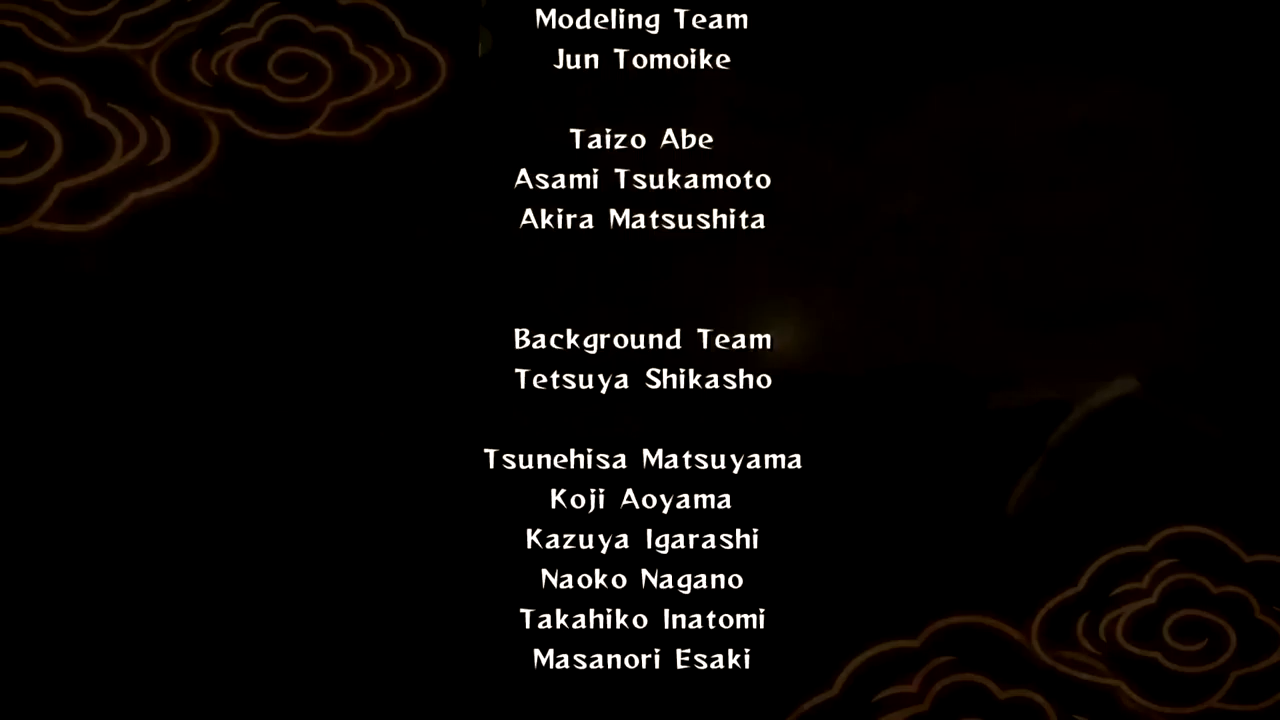 Modeling Team
Jun Tomoike
Taizo Abe
Asami Tsukamoto
Akira Matsushita
Background Team
Tetsuya Shikasho
Tsunehisa Matsuyama
Koji Aoyama
Kazuya Igarashi
Naoko Nagano
Takahiko Inatomi
Masanori Esaki